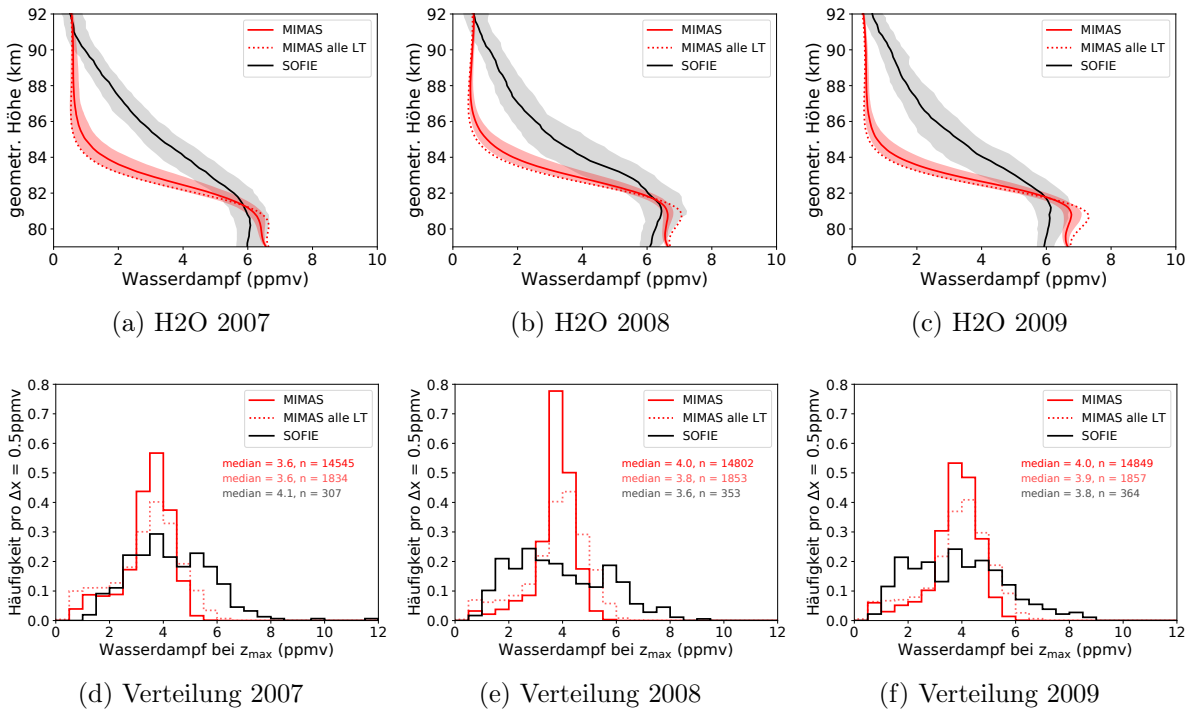 92
90
88
86
84
82
80
geometr. Höhe (km)
0 2 4 6 8 10
Wasserdampf (ppmv)
MIMAS
MIMAS alle LT
SOFIE
(a) H2O 2007
92
90
88
86
84
82
80
geometr. Höhe (km)
0 2 4 6 8 10
Wasserdampf (ppmv)
MIMAS
MIMAS alle LT
SOFIE
(b) H2O 2008
92
90
88
86
84
82
80
geometr. Höhe (km)
0 2 4 6 8 10
Wasserdampf (ppmv)
MIMAS
MIMAS alle LT
SOFIE
(c) H2O 2009
0.8
0.7
0.6
0.5
0.4
0.3
0.2
0.1
0.0
Häufigkeit pro Δx = 0.5ppmv
MIMAS
MIMAS alle LT
SOFIE
median = 3.6, n = 14545
median = 3.6, n = 1834
median = 4.1, n = 307
0 2 4 6 8 10 12
Wasserdampf bei zmax (ppmv)
(d) Verteilung 2007
0.8
0.7
0.6
0.5
0.4
0.3
0.2
0.1
0.0
Häufigkeit pro Δx = 0.5ppmv
MIMAS
MIMAS alle LT
SOFIE
median = 4.0, n = 14802
median = 3.8, n = 1853
median = 3.6, n = 353
0 2 4 6 8 10 12
Wasserdampf bei zmax (ppmv)
(e) Verteilung 2008
0.8
0.7
0.6
0.5
0.4
0.3
0.2
0.1
0.0
Häufigkeit pro Δx = 0.5ppmv
MIMAS
MIMAS alle LT
SOFIE
median = 4.0, n = 14849
median = 3.9, n = 1857
median = 3.8, n = 364
0 2 4 6 8 10 12
Wasserdampf bei zmax (ppmv)
(f) Verteilung 2009